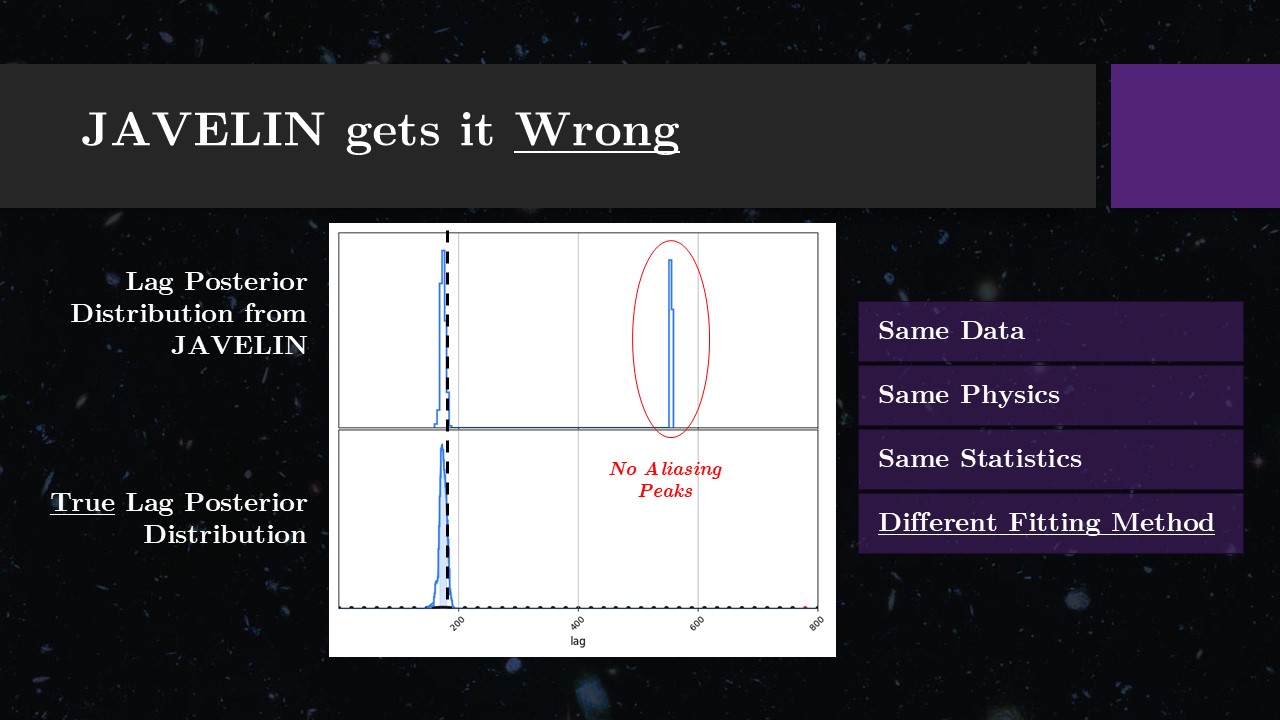 JAVELIN gets it Wrong
Lag Posterior
Distribution from
JAVELIN
True Lag Posterior
Distribution
No Aliasing
Peaks
200
400
600
800
lag
Same Data
Same Physics
Same Statistics
Different Fitting Method